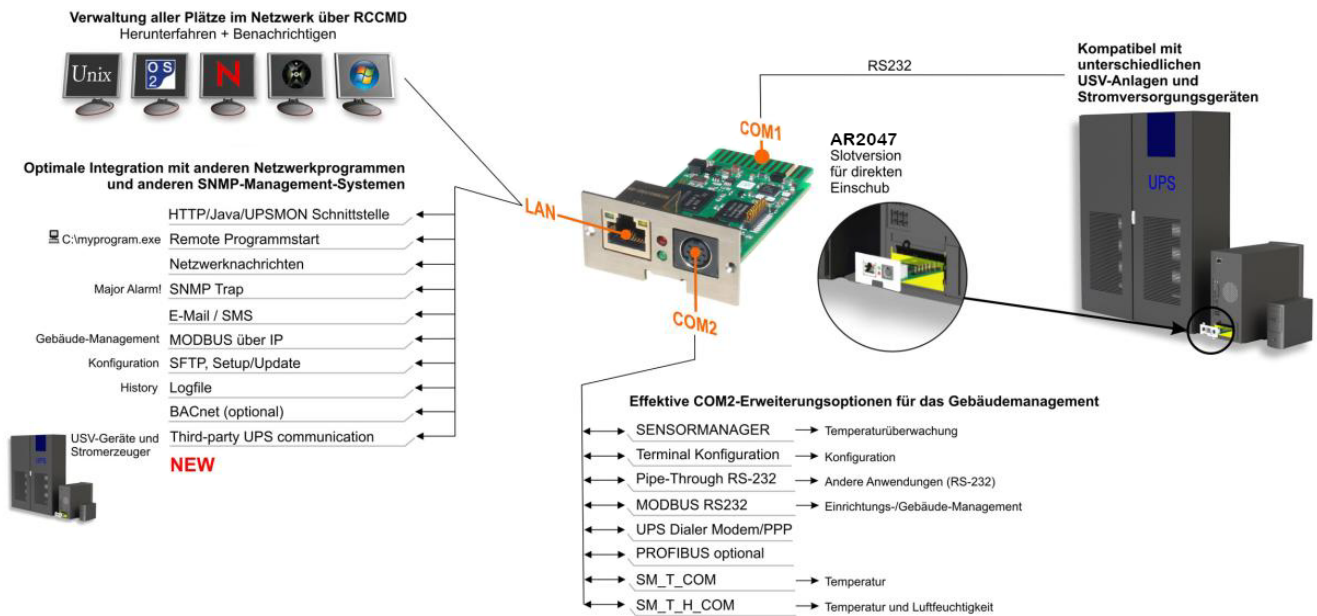 Verwaltung aller Plätze im Netzwerk über RCCMD
Herunterfahren + Benachrichtigen
Unix
OS
2
N
RS232
Kompatibel mit
unterschiedlichen
USV-Anlagen und
Stromversorgungsgeräten
UPS
COM1
AR2047
Slotversion
für direkten
Einschub
LAN
COM2
Optimale Integration mit anderen Netzwerkprogrammen
und anderen SNMP-Management-Systemen
HTTP/Java/UPSMON Schnittstelle
C:\myprogram.exe Remote Programmstart
Netzwerknachrichten
Major Alarm! SNMP Trap
E-Mail / SMS
Gebäude-Management MODBUS über IP
Konfiguration SFTP, Setup/Update
History Logfile
BACnet (optional)
USV-Geräte und
Stromerzeuger
Third-party UPS communication
NEW
UPS
Effektive COM2-Erweiterungsoptionen für das Gebäudemanagement
SENSORMANAGER Temperaturüberwachung
Terminal Konfiguration Konfiguration
Pipe-Through RS-232 Andere Anwendungen (RS-232)
MODBUS RS232 Einrichtungs-/Gebäude-Management
UPS Dialer Modem/PPP
PROFIBUS optional
SM_T_COM Temperatur
SM_T_H_COM Temperatur und Luftfeuchtigkeit